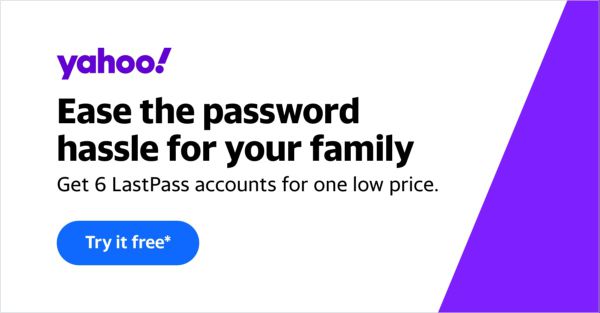 yahoo!
Ease the password
hassle for your family
Get 6 LastPass accounts for one low price.
Try it free*